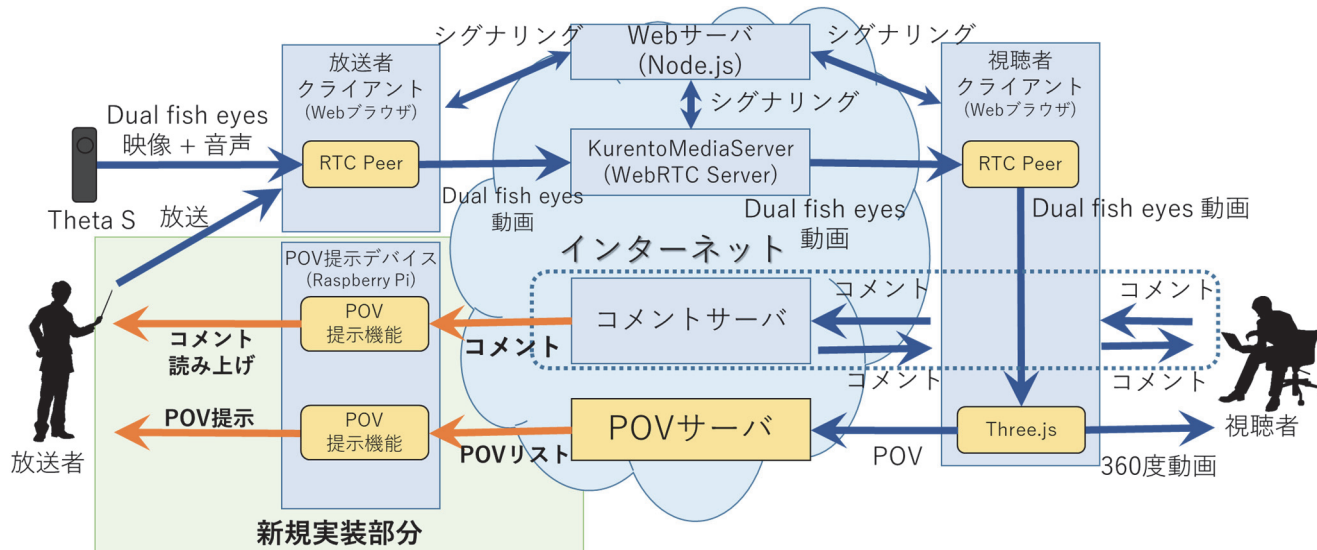 シグナリング
Webサーバ
(Node.js)
シグナリング
放送者
クライアント
(Webブラウザ)
視聴者
クライアント
(Webブラウザ)
シグナリング
Dual fish eyes
映像 + 音声
RTC Peer
KurentoMediaServer
(WebRTC Server)
RTC Peer
Theta S
放送
Dual fish eyes
動画
Dual fish eyes
動画
Dual fish eyes 動画
インターネット
POV提示デバイス
(Raspberry Pi)
POV
提示機能
コメント
読み上げ
コメント
コメントサーバ
コメント
コメント
コメント
コメント
POV提示
POV
提示機能
POVリスト
POVサーバ
POV
Three.js
360度動画
放送者
視聴者
新規実装部分